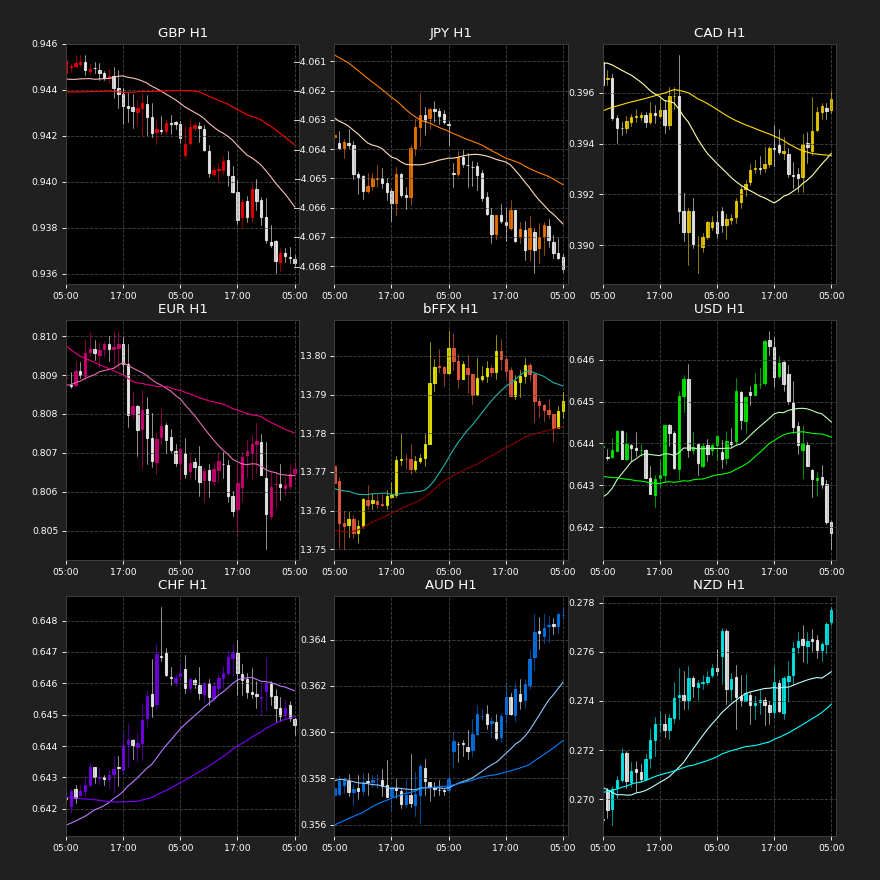 GBP H1
0.946
0.944
0.942
0.940
0.938
0.936
05:00 17:00 05:00 17:00 05:00
JPY H1
−4.061
−4.062
−4.063
−4.064
−4.065
−4.066
−4.067
−4.068
05:00 17:00 05:00 17:00 05:00
CAD H1
0.396
0.394
0.392
0.390
05:00 17:00 05:00 17:00 05:00
EUR H1
0.810
0.809
0.808
0.807
0.806
0.805
05:00 17:00 05:00 17:00 05:00
bFFX H1
13.80
13.79
13.78
13.77
13.76
13.75
05:00 17:00 05:00 17:00 05:00
USD H1
0.646
0.645
0.644
0.643
0.642
05:00 17:00 05:00 17:00 05:00
CHF H1
0.648
0.647
0.646
0.645
0.644
0.643
0.642
05:00 17:00 05:00 17:00 05:00
AUD H1
0.364
0.362
0.360
0.358
0.356
05:00 17:00 05:00 17:00 05:00
NZD H1
0.278
0.276
0.274
0.272
0.270
05:00 17:00 05:00 17:00 05:00